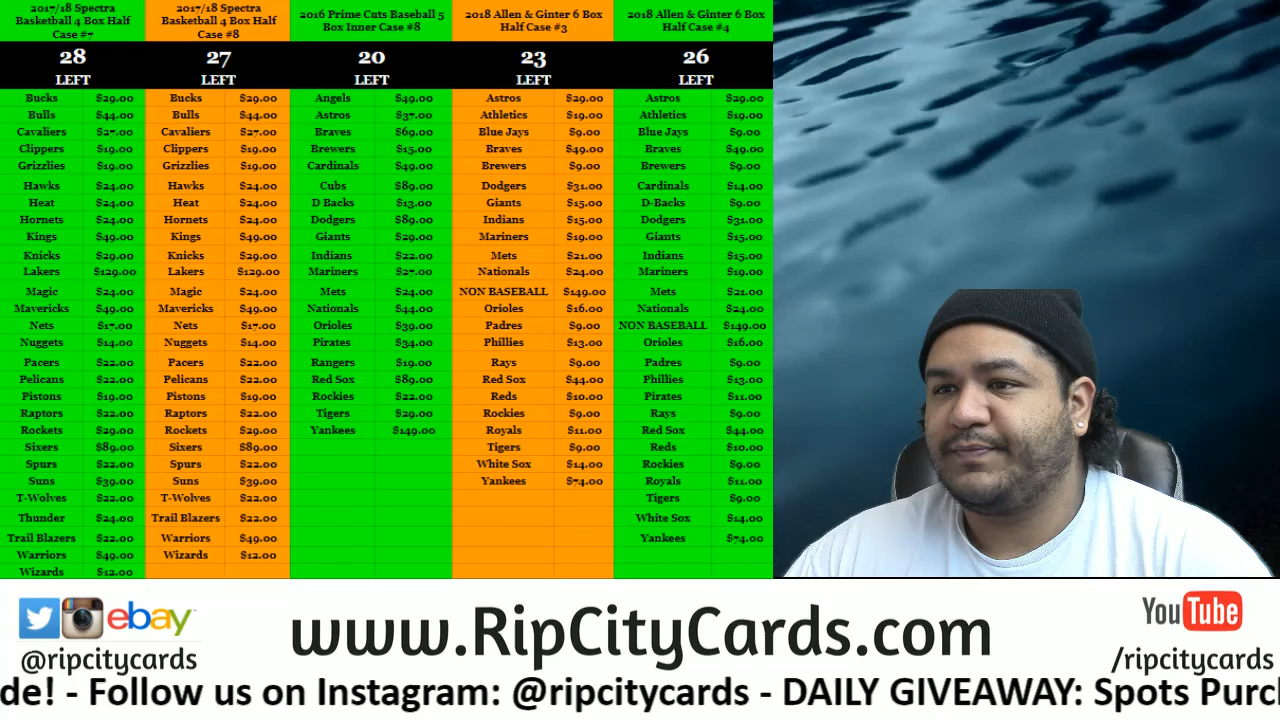 2017/18 Spectra
Basketball 4 Box Half
Case #7
28
LEFT
Bucks $29.00
Bulls $44.00
Cavaliers $27.00
Clippers $19.00
Grizzlies $19.00
Hawks $24.00
Heat $24.00
Hornets $24.00
Kings $49.00
Knicks $29.00
Lakers $129.00
Magic $24.00
Mavericks $49.00
Nets $17.00
Nuggets $14.00
Pacers $22.00
Pelicans $22.00
Pistons $19.00
Raptors $22.00
Rockets $29.00
Sixers $89.00
Spurs $22.00
Suns $39.00
T-Wolves $22.00
Thunder $24.00
Trail Blazers $22.00
Warriors $49.00
Wizards $12.00
2017/18 Spectra
Basketball 4 Box Half
Case #8
27
LEFT
Bucks $29.00
Bulls $44.00
Cavaliers $27.00
Clippers $19.00
Grizzlies $19.00
Hawks $24.00
Heat $24.00
Hornets $24.00
Kings $49.00
Knicks $29.00
Lakers $129.00
Magic $24.00
Mavericks $49.00
Nets $17.00
Nuggets $14.00
Pacers $22.00
Pelicans $22.00
Pistons $19.00
Raptors $22.00
Rockets $29.00
Sixers $89.00
Spurs $22.00
Suns $39.00
T-Wolves $22.00
Trail Blazers $22.00
Warriors $49.00
Wizards $12.00
2016 Prime Cuts Baseball 5
Box Inner Case #8
20
LEFT
Angels $49.00
Astros $37.00
Braves $69.00
Brewers $15.00
Cardinals $49.00
Cubs $89.00
D Backs $13.00
Dodgers $89.00
Giants $29.00
Indians $22.00
Mariners $27.00
Mets $24.00
Nationals $44.00
Orioles $39.00
Pirates $34.00
Rangers $19.00
Red Sox $89.00
Rockies $22.00
Tigers $29.00
Yankees $149.00
2018 Allen & Ginter 6 Box
Half Case #3
23
LEFT
Astros $29.00
Athletics $19.00
Blue Jays $9.00
Braves $49.00
Brewers $9.00
Dodgers $31.00
Giants $15.00
Indians $15.00
Mariners $19.00
Mets $21.00
Nationals $24.00
NON BASEBALL $149.00
Orioles $16.00
Padres $9.00
Phillies $13.00
Rays $9.00
Red Sox $44.00
Reds $10.00
Rockies $9.00
Royals $11.00
Tigers $9.00
White Sox $14.00
Yankees $74.00
2018 Allen & Ginter 6 Box
Half Case #4
26
LEFT
Astros $29.00
Athletics $19.00
Blue Jays $9.00
Braves $49.00
Brewers $9.00
Cardinals $14.00
D-Backs $9.00
Dodgers $31.00
Giants $15.00
Indians $15.00
Mariners $19.00
Mets $21.00
Nationals $24.00
NON BASEBALL $149.00
Orioles $16.00
Padres $9.00
Phillies $13.00
Pirates $11.00
Rays $9.00
Red Sox $44.00
Reds $10.00
Rockies $9.00
Royals $11.00
Tigers $9.00
White Sox $14.00
Yankees $74.00
ebay
@ripcitycards
www.RipCityCards.com
YouTube
/ripcitycards
de! - Follow us on Instagram: @ripcitycards - DAILY GIVEAWAY: Spots Purcl